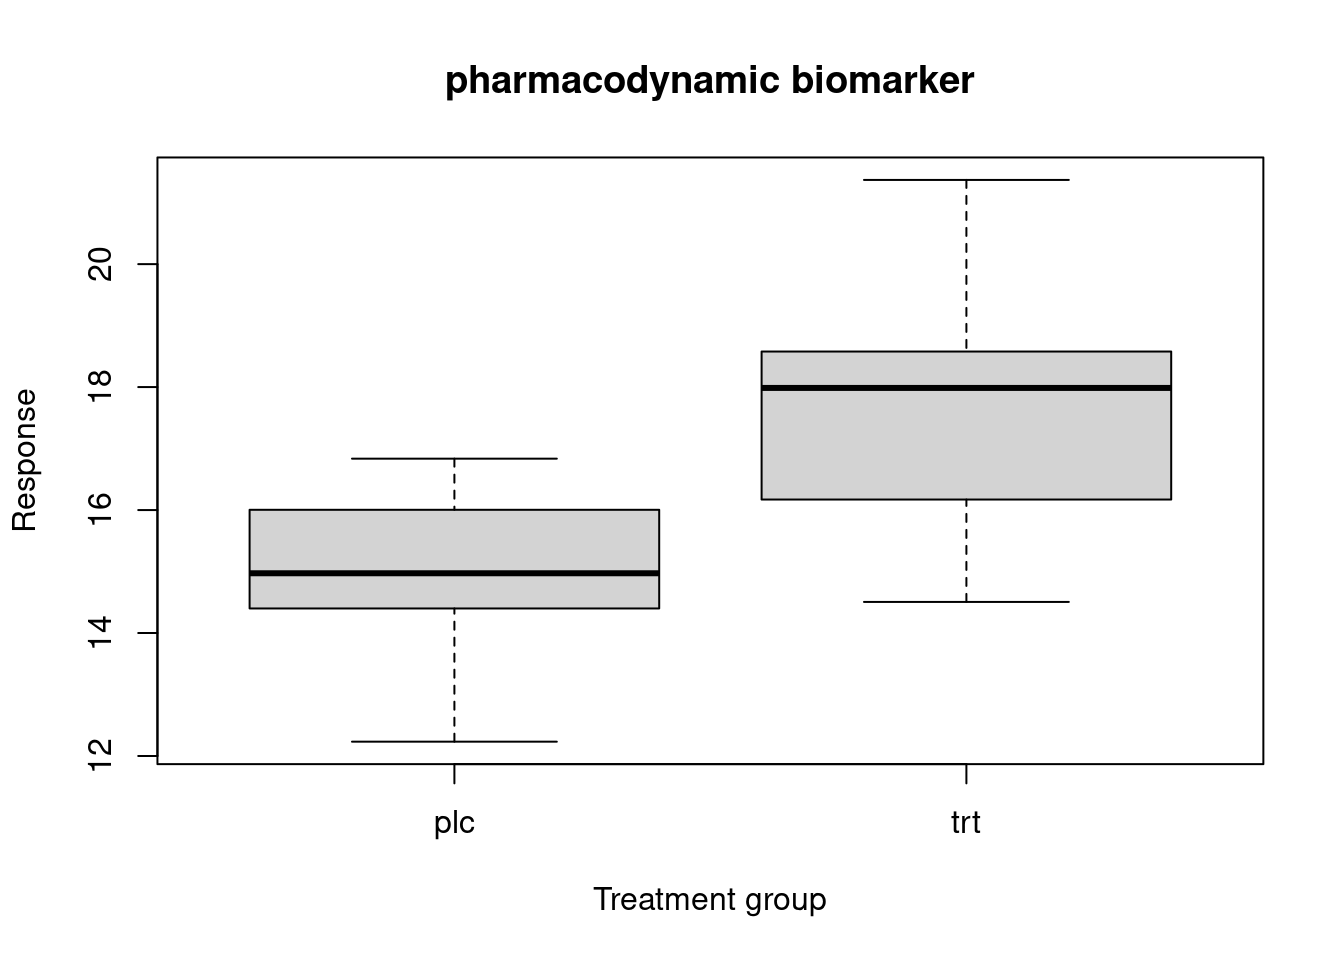 pharmacodynamic biomarker
Response
20
18
16
14
12
plc
trt
Treatment group